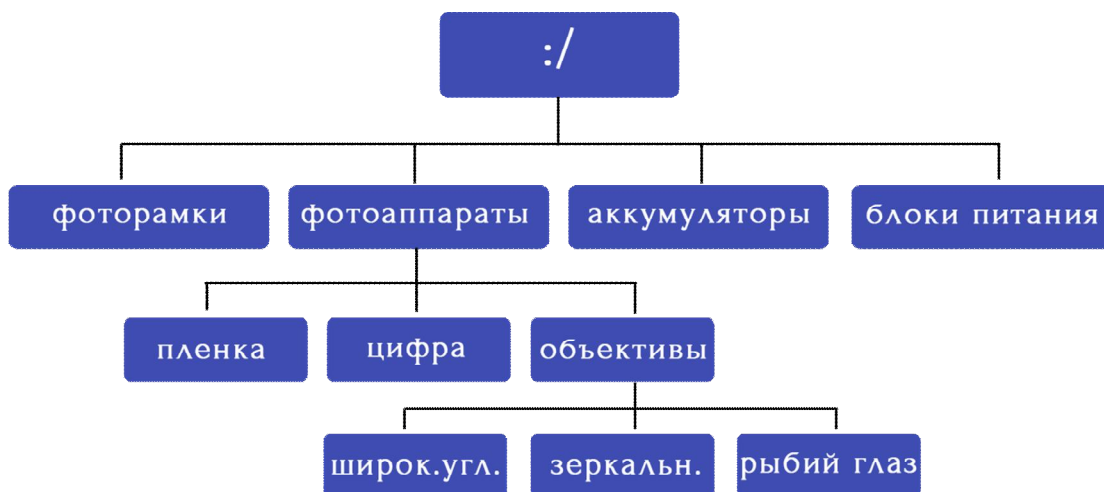 :/
фоторамки
фотоаппараты
аккумуляторы
блоки питания
пленка
цифра
объективы
широк.угл.
зеркальн.
рыбий глаз